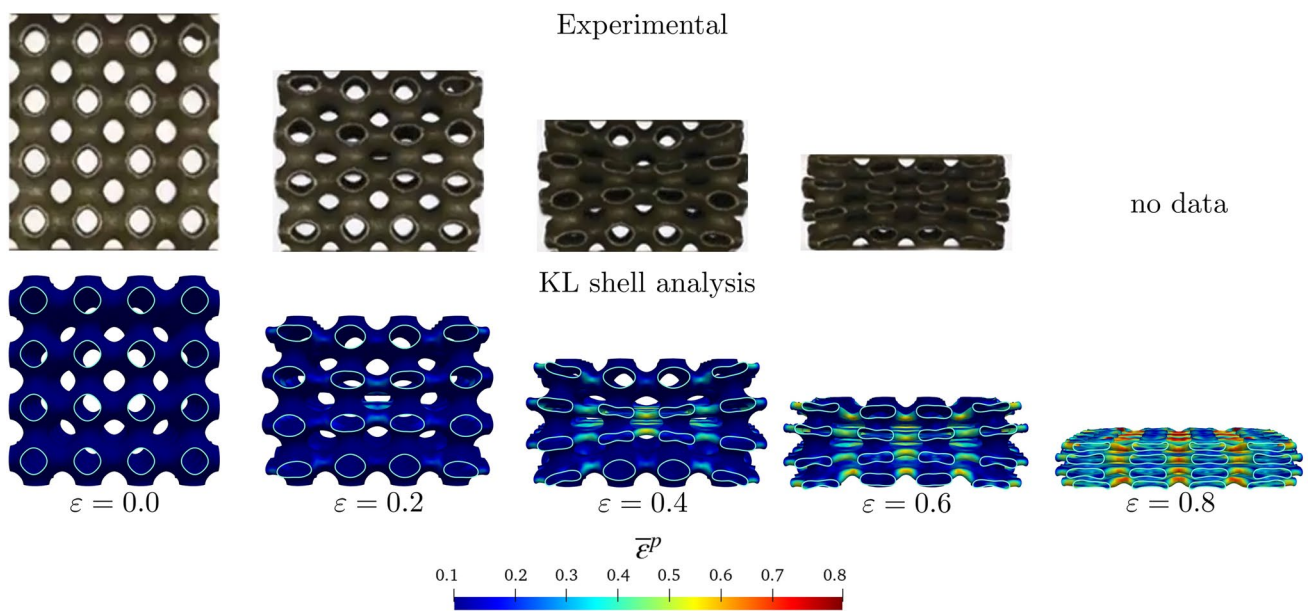 Experimental
no data
KL shell analysis
ε = 0.0
ε = 0.2
ε = 0.4
ε = 0.6
ε = 0.8
ε̅ᵖ
0.1 0.2 0.3 0.4 0.5 0.6 0.7 0.8